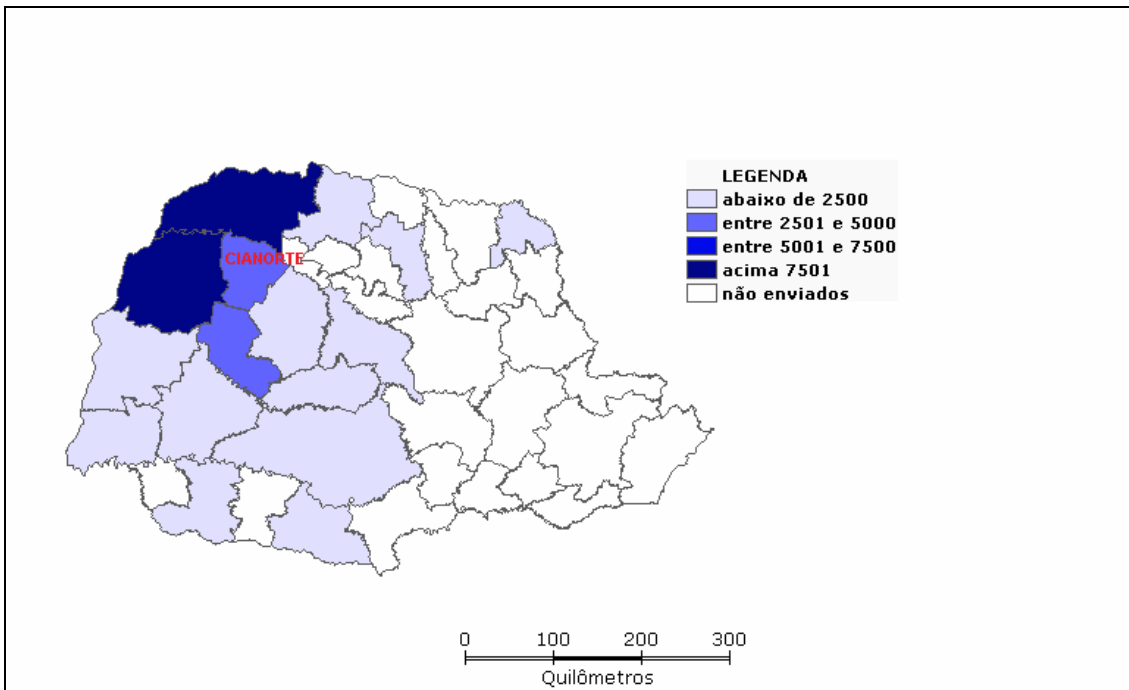 LEGENDA
abaixo de 2500
entre 2501 e 5000
entre 5001 e 7500
acima 7501
não enviados
CIANORTE
0 100 200 300
Quilômetros